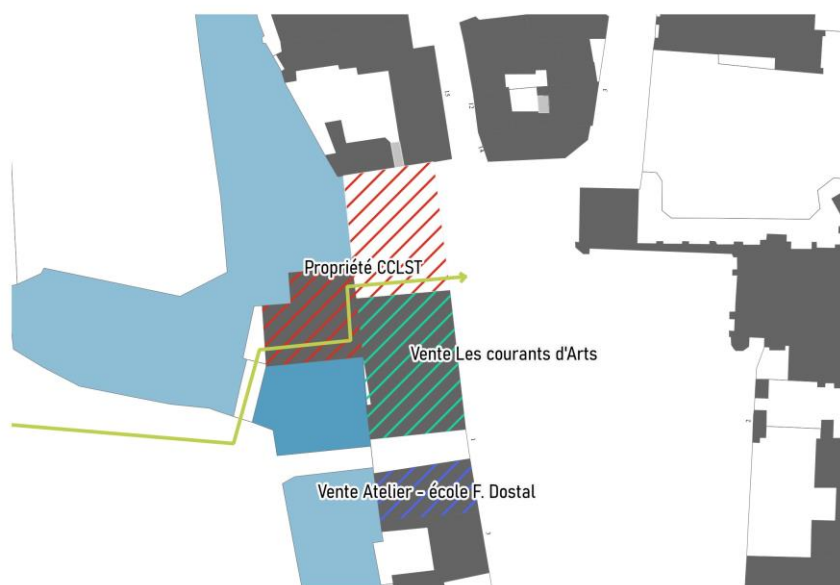 Propriété CCLST
Vente Les courants d'Arts
Vente Atelier - école F. Dostal